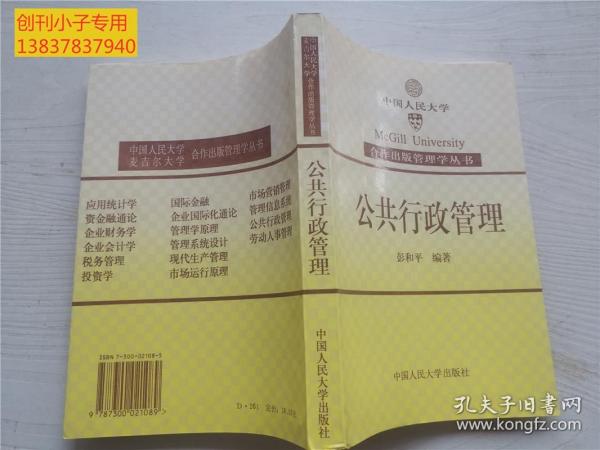 创刊小子专用
13837837940
中国人民大学
麦吉尔大学
合作出版管理学丛书
应用统计学
资金融通论
企业财务学
企业会计学
税务管理
投资学
国际金融
企业国际化通论
管理学原理
管理系统设计
现代生产管理
市场运行原理
市场营销管理
管理信息系统
公共行政管理
劳动人事管理
ISBN 7-300-02108-5
9 787300 021089 >
D·261
中国人民大学
麦吉尔大学
合作出版管理学丛书
公共行政管理
中国人民大学出版社
中国人民大学
McGill University
合作出版管理学丛书
公共行政管理
彭和平 编著
中国人民大学出版社
孔夫子旧书网
www.kongfz.com